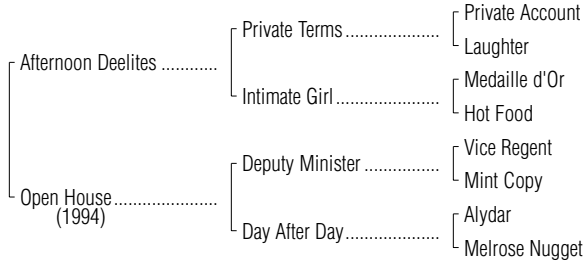 Private Account
Private Terms ....................
Laughter
Afternoon Deelites ............
Medaille d'Or
Intimate Girl ......................
Hot Food
Vice Regent
Deputy Minister ................
Mint Copy
Open House ......................
(1994)
Alydar
Day After Day ....................
Melrose Nugget